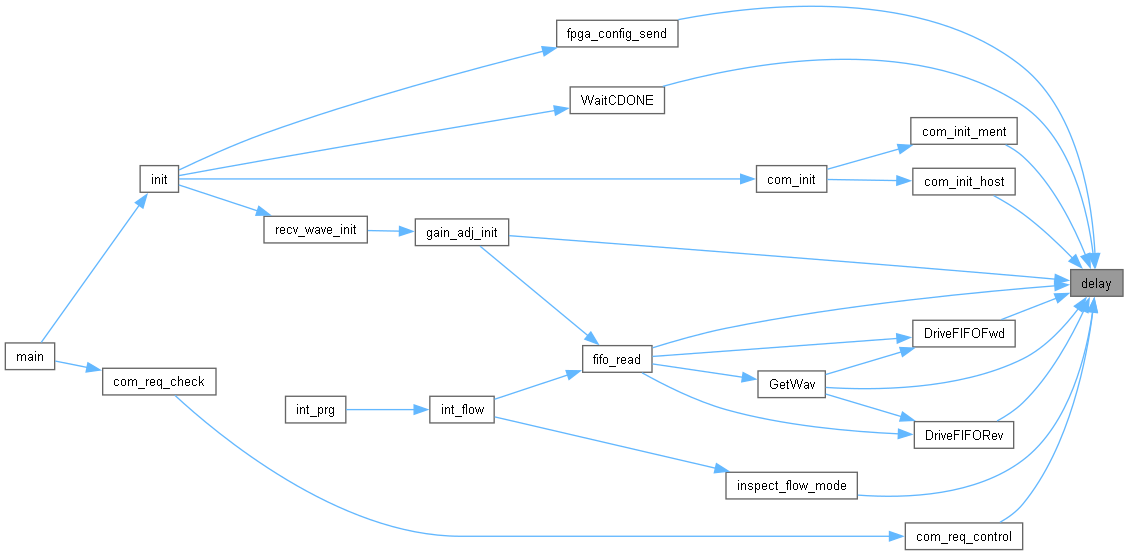 fpga_config_send
WaitCDONE
com_init_ment
init
com_init
com_init_host
recv_wave_init
gain_adj_init
delay
main
fifo_read
DriveFIFOFwd
com_req_check
GetWav
int_prg
int_flow
DriveFIFORev
inspect_flow_mode
com_req_control